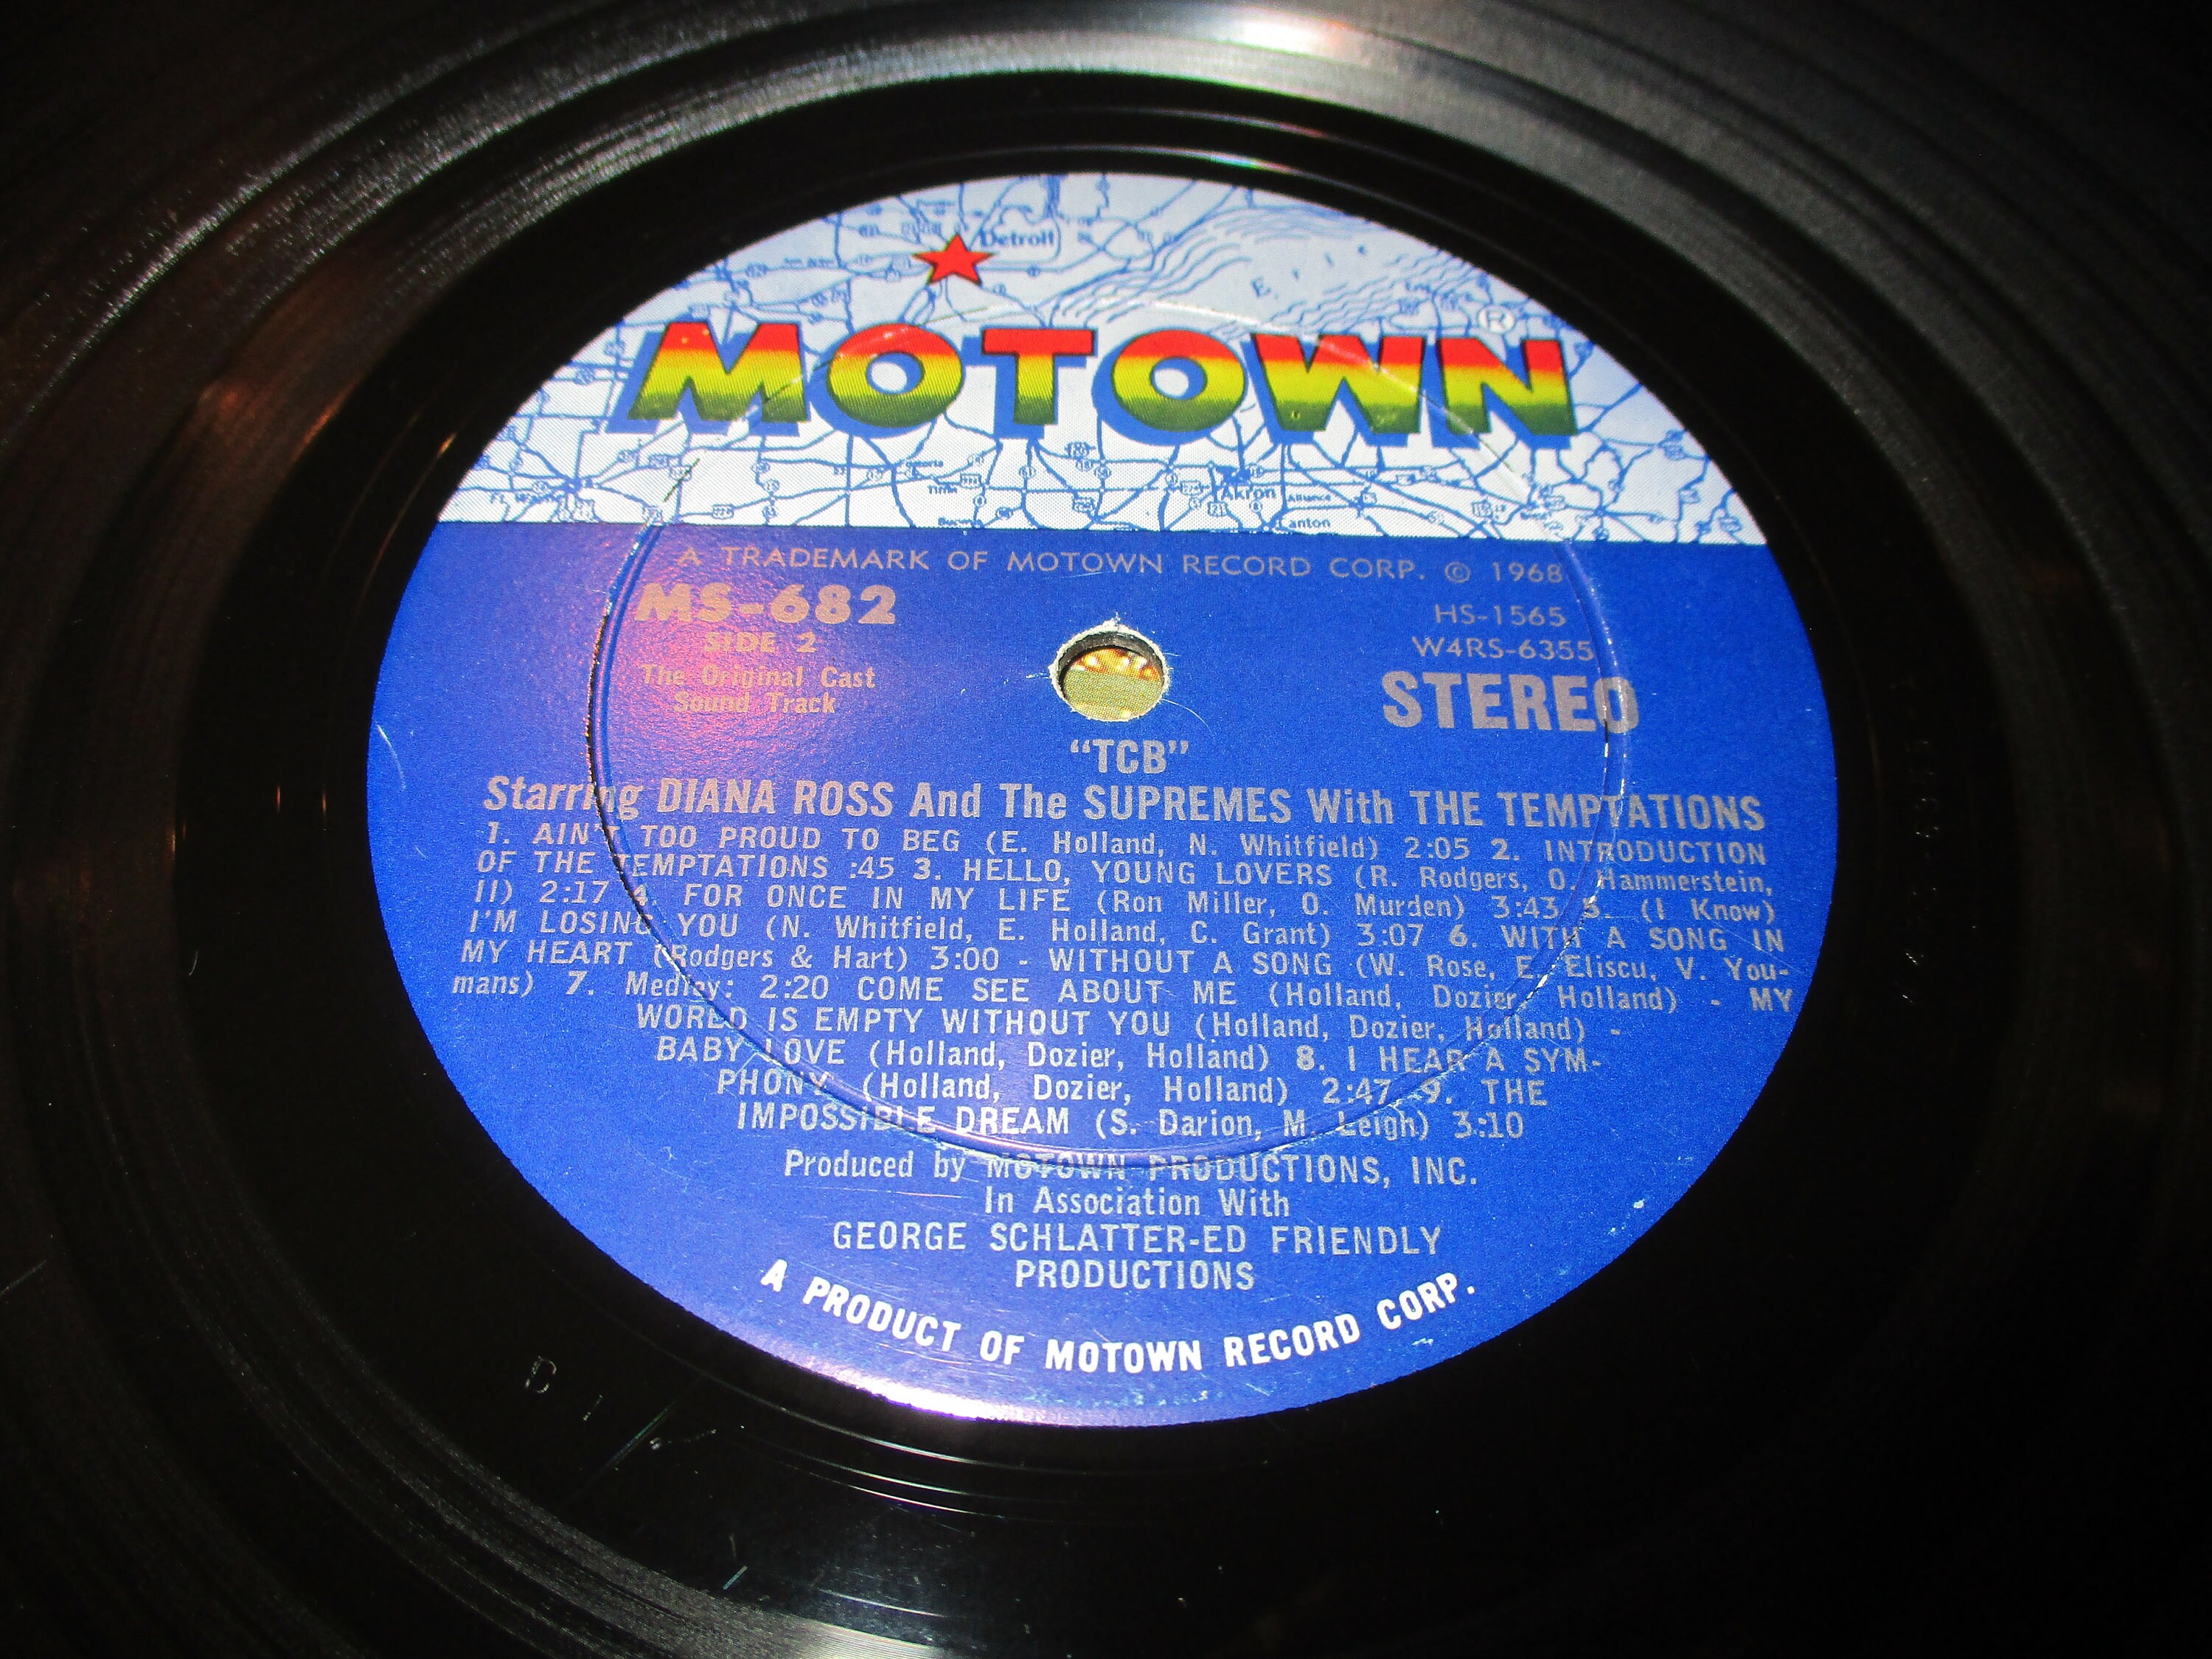 Detroit
Erie
MOTOWN
®
Akron
Alliance
Canton
A TRADEMARK OF MOTOWN RECORD CORP. © 1968
MS-682
HS-1565
SIDE 2
W4RS-6355
The Original Cast
STEREO
Sound Track
“TCB”
Starring DIANA ROSS And The SUPREMES With THE TEMPTATIONS
1. AIN'T TOO PROUD TO BEG (E. Holland, N. Whitfield) 2:05 2. INTRODUCTION
OF THE TEMPTATIONS :45 3. HELLO, YOUNG LOVERS (R. Rodgers, O. Hammerstein,
II) 2:17 4. FOR ONCE IN MY LIFE (Ron Miller, O. Murden) 3:43 5. (I Know)
I'M LOSING YOU (N. Whitfield, E. Holland, C. Grant) 3:07 6. WITH A SONG IN
MY HEART (Rodgers & Hart) 3:00 - WITHOUT A SONG (W. Rose, E. Eliscu, V. You-
mans) 7. Medley: 2:20 COME SEE ABOUT ME (Holland, Dozier, Holland) - MY
WORLD IS EMPTY WITHOUT YOU (Holland, Dozier, Holland) -
BABY LOVE (Holland, Dozier, Holland) 8. I HEAR A SYM-
PHONY (Holland, Dozier, Holland) 2:47 9. THE
IMPOSSIBLE DREAM (S. Darion, M. Leigh) 3:10
Produced by MOTOWN PRODUCTIONS, INC.
In Association With
GEORGE SCHLATTER-ED FRIENDLY
PRODUCTIONS
A PRODUCT OF MOTOWN RECORD CORP.